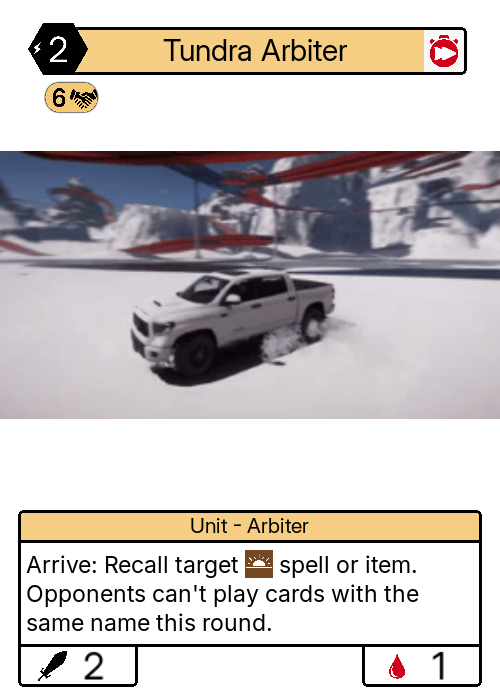 2
Tundra Arbiter
6
Unit - Arbiter
Arrive: Recall target spell or item.
Opponents can't play cards with the
same name this round.
2
1